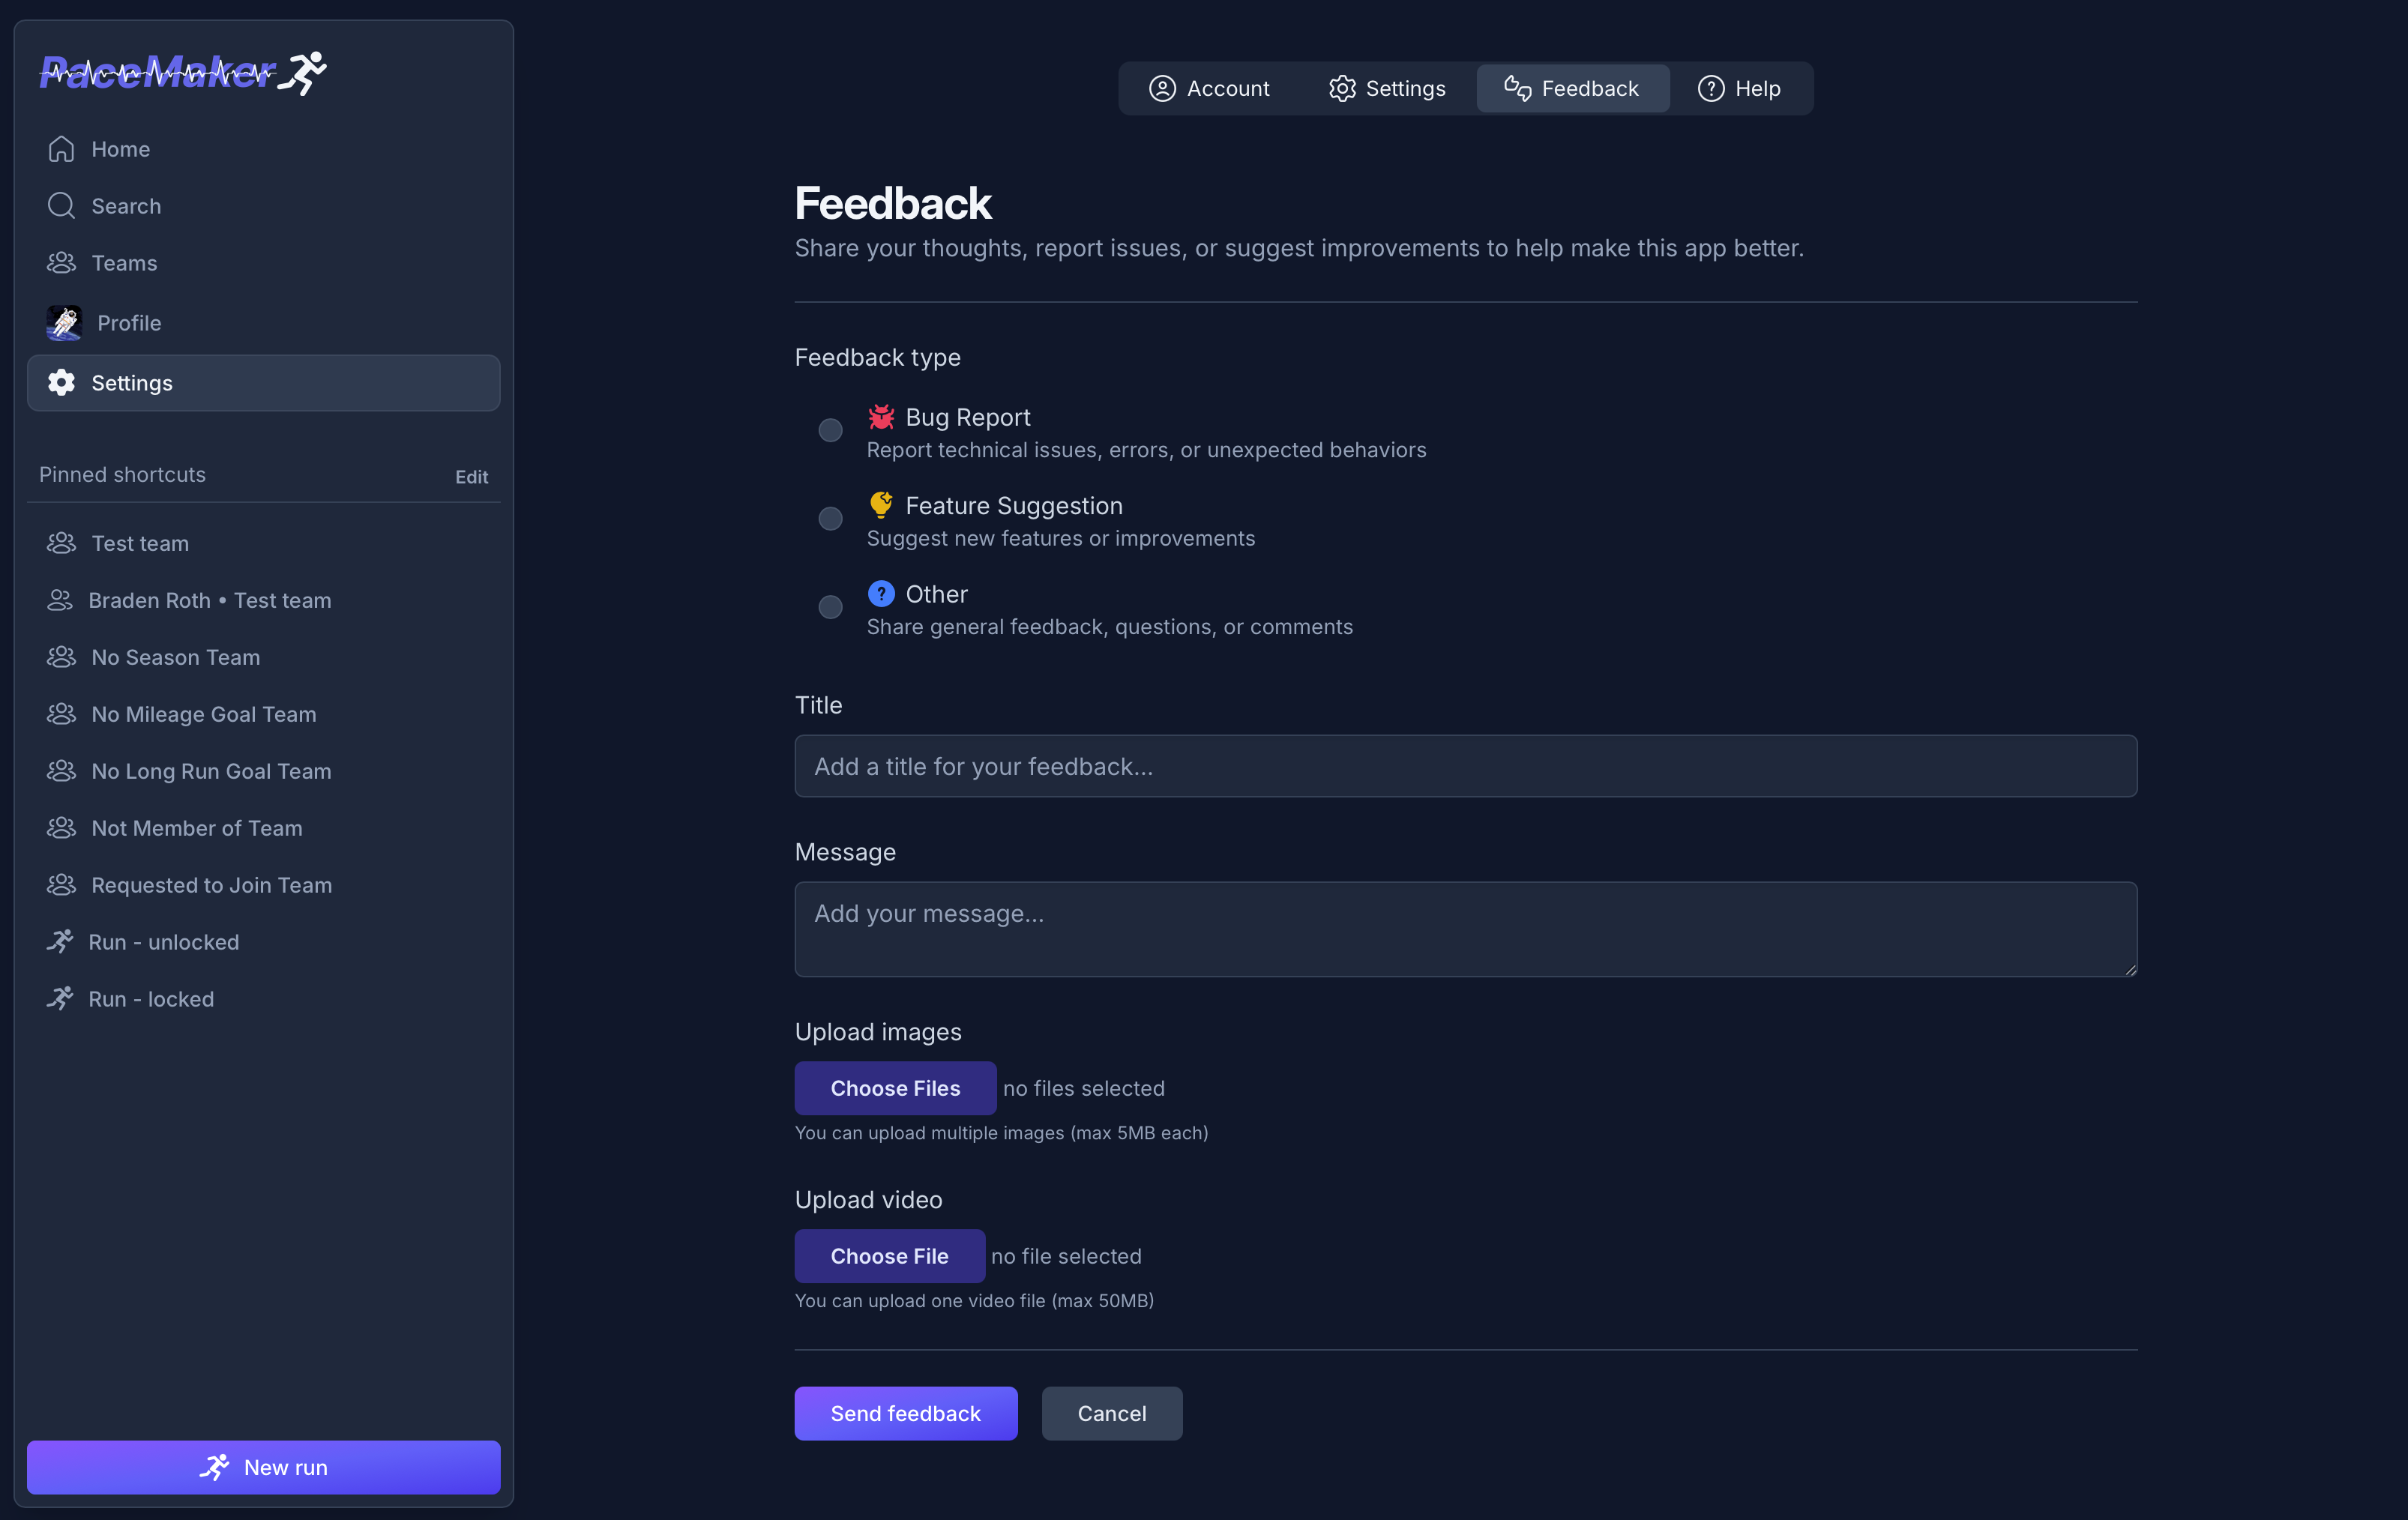 PaceMaker
Home
Search
Teams
Profile
Settings
Pinned shortcuts
Edit
Test team
Braden Roth • Test team
No Season Team
No Mileage Goal Team
No Long Run Goal Team
Not Member of Team
Requested to Join Team
Run - unlocked
Run - locked
New run
Account
Settings
Feedback
Help
Feedback
Share your thoughts, report issues, or suggest improvements to help make this app better.
Feedback type
Bug Report
Report technical issues, errors, or unexpected behaviors
Feature Suggestion
Suggest new features or improvements
Other
Share general feedback, questions, or comments
Title
Add a title for your feedback...
Message
Add your message...
Upload images
Choose Files no files selected
You can upload multiple images (max 5MB each)
Upload video
Choose File no file selected
You can upload one video file (max 50MB)
Send feedback
Cancel